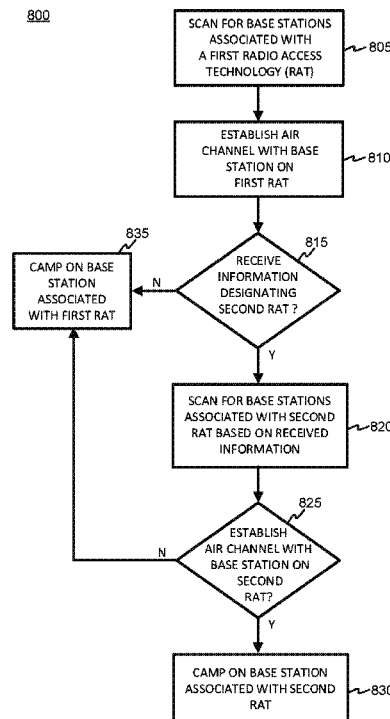 800
SCAN FOR BASE STATIONS
ASSOCIATED WITH
A FIRST RADIO ACCESS
TECHNOLOGY (RAT)
805
ESTABLISH AIR
CHANNEL WITH BASE
STATION ON
FIRST RAT
810
835
CAMP ON BASE
STATION
ASSOCIATED
WITH FIRST RAT
N
815
RECEIVE
INFORMATION
DESIGNATING
SECOND RAT ?
Y
SCAN FOR BASE STATIONS
ASSOCIATED WITH SECOND
RAT BASED ON RECEIVED
INFORMATION
820
825
N
ESTABLISH
AIR CHANNEL WITH
BASE STATION ON
SECOND
RAT?
Y
CAMP ON BASE STATION
ASSOCIATED WITH SECOND
RAT
830